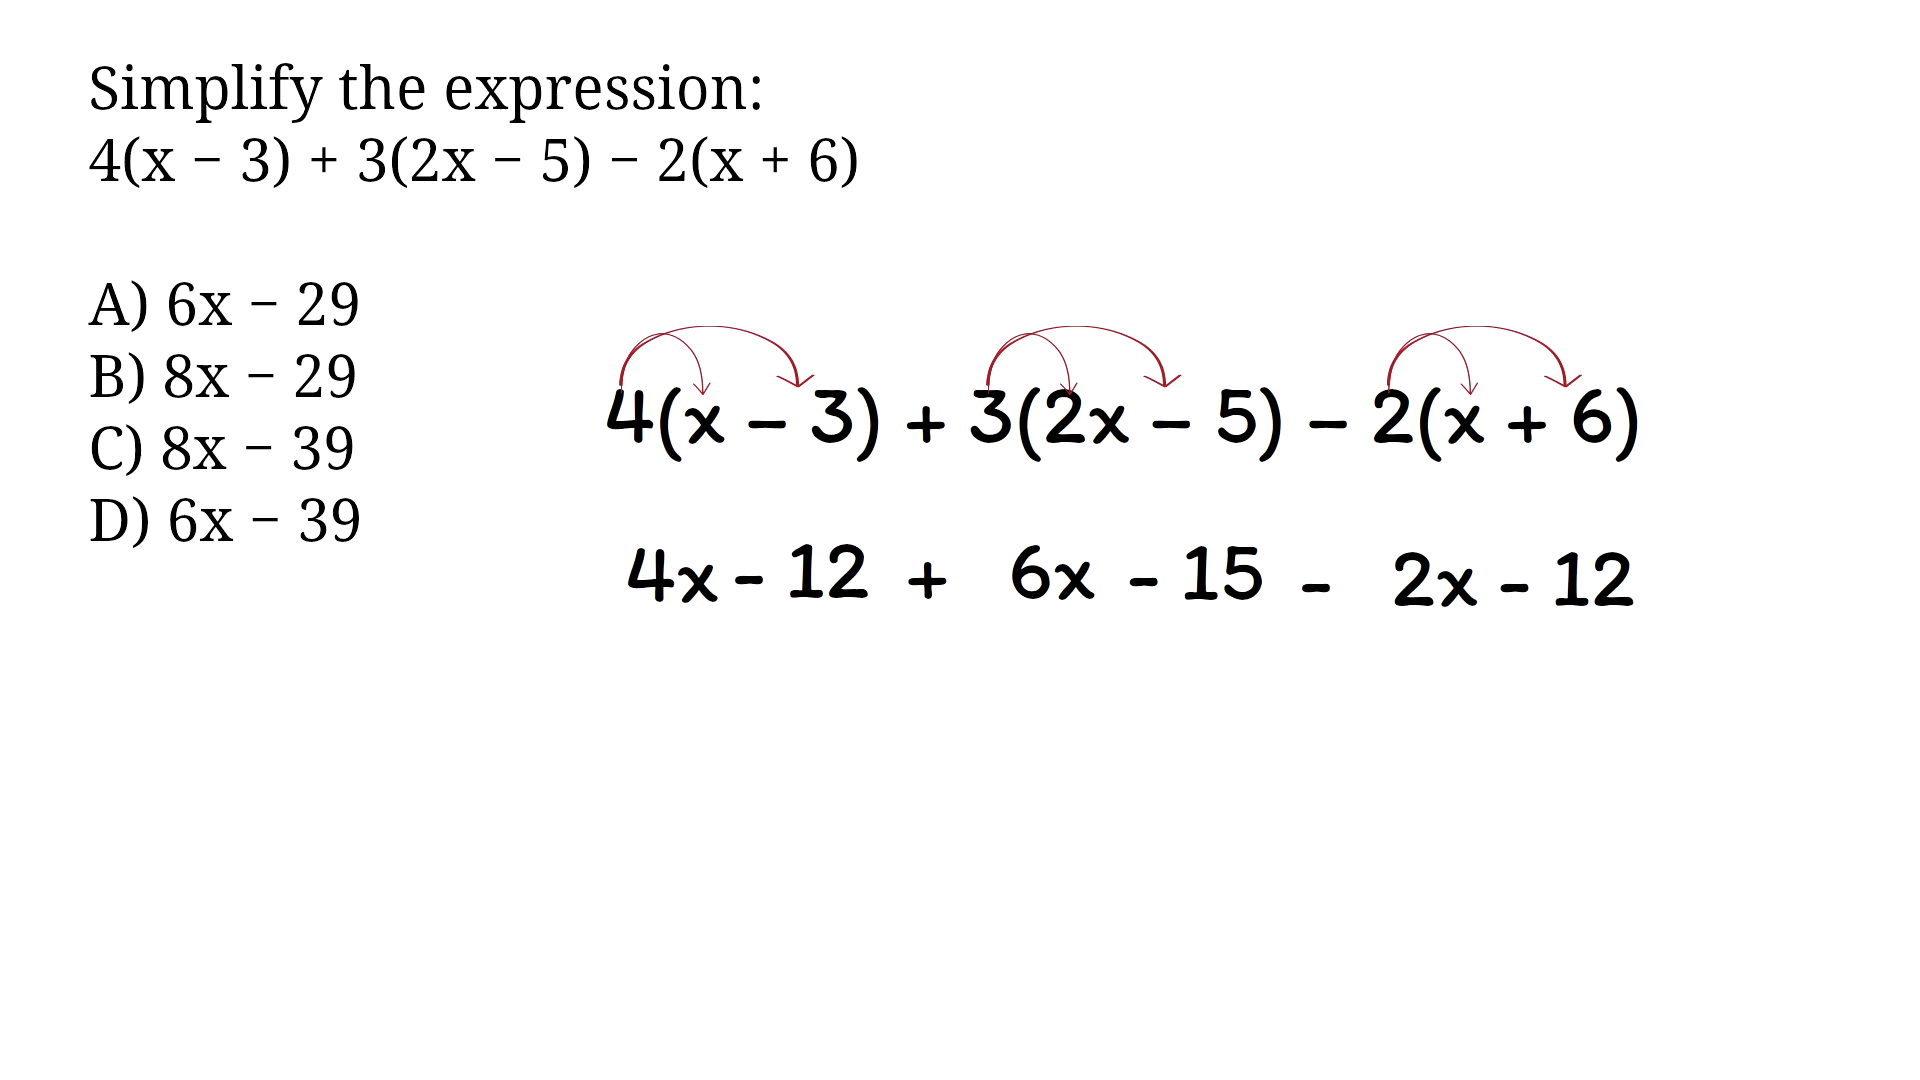 Simplify the expression:
4(x − 3) + 3(2x − 5) − 2(x + 6)
A) 6x − 29
B) 8x − 29
C) 8x − 39
D) 6x − 39
4(x − 3) + 3(2x − 5) − 2(x + 6)
4x - 12 + 6x - 15 - 2x - 12